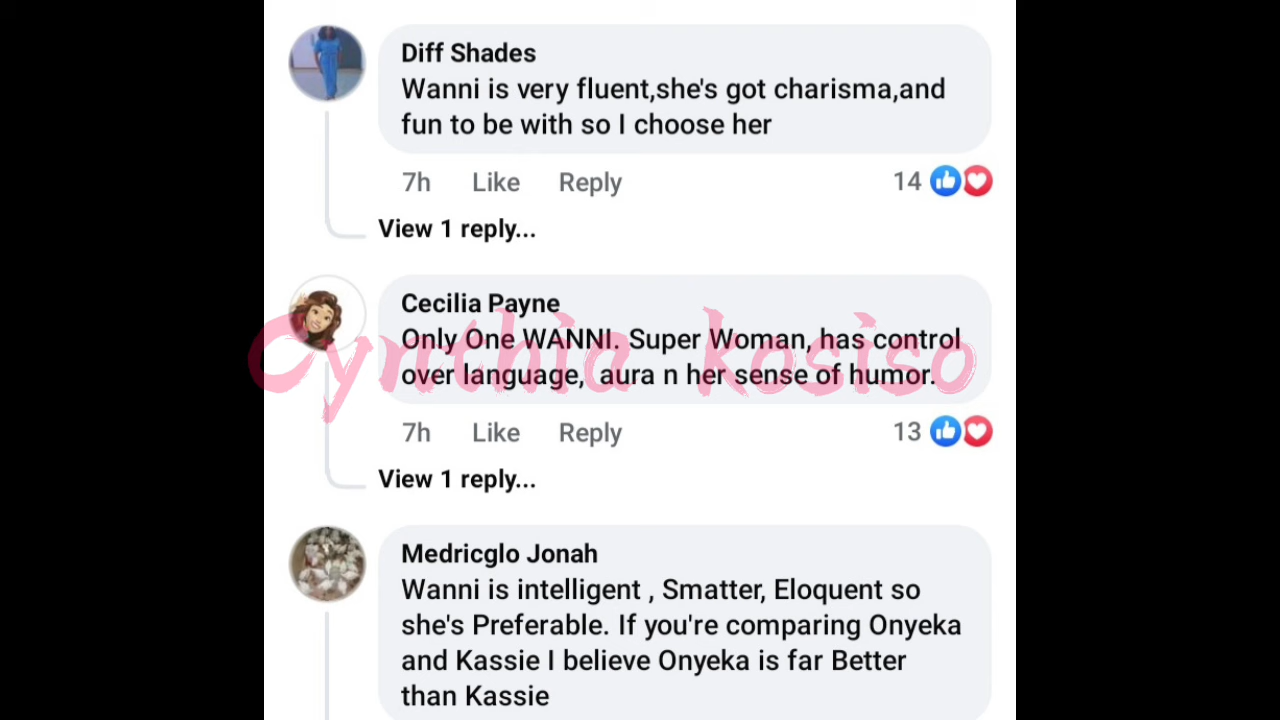 Diff Shades
Wanni is very fluent,she's got charisma,and
fun to be with so I choose her
7h Like Reply 14
View 1 reply...
Cecilia Payne
Only One WANNI. Super Woman, has control
over language, aura n her sense of humor.
Cynthia kosiso
7h Like Reply 13
View 1 reply...
Medricglo Jonah
Wanni is intelligent , Smatter, Eloquent so
she's Preferable. If you're comparing Onyeka
and Kassie I believe Onyeka is far Better
than Kassie